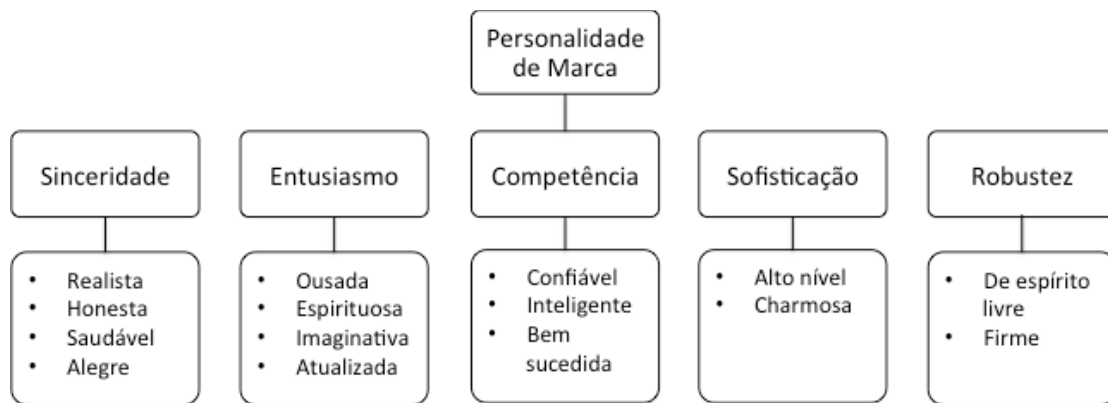 Personalidade
de Marca
Sinceridade
Entusiasmo
Competência
Sofisticação
Robustez
• Realista
• Honesta
• Saudável
• Alegre
• Ousada
• Espirituosa
• Imaginativa
• Atualizada
• Confiável
• Inteligente
• Bem
sucedida
• Alto nível
• Charmosa
• De espírito
livre
• Firme